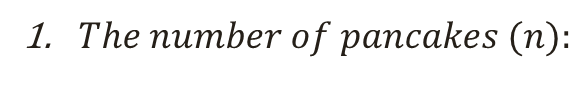 1. The number of pancakes (n):